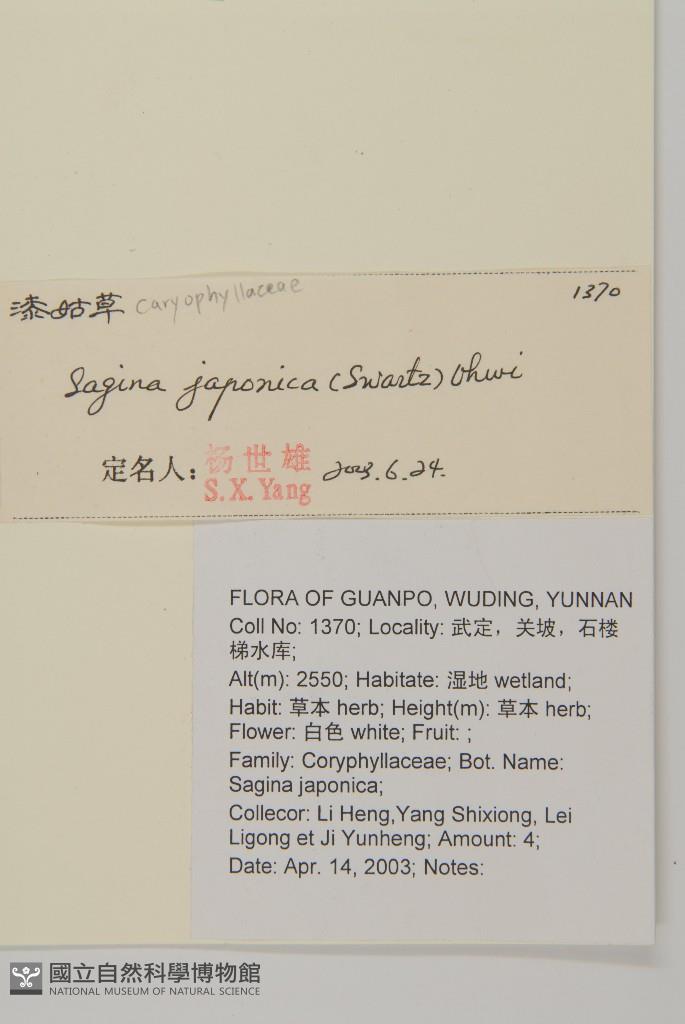 漆姑草 caryophyllaceae 1370
Sagina japonica (Swartz) Ohwi
定名人: 杨世雄 2003.6.24.
S.X.Yang
FLORA OF GUANPO, WUDING, YUNNAN
Coll No: 1370; Locality: 武定，关坡，石楼
梯水库;
Alt(m): 2550; Habitate: 湿地 wetland;
Habit: 草本 herb; Height(m): 草本 herb;
Flower: 白色 white; Fruit: ;
Family: Coryphyllaceae; Bot. Name:
Sagina japonica;
Collecor: Li Heng,Yang Shixiong, Lei
Ligong et Ji Yunheng; Amount: 4;
Date: Apr. 14, 2003; Notes:
國立自然科學博物館
NATIONAL MUSEUM OF NATURAL SCIENCE